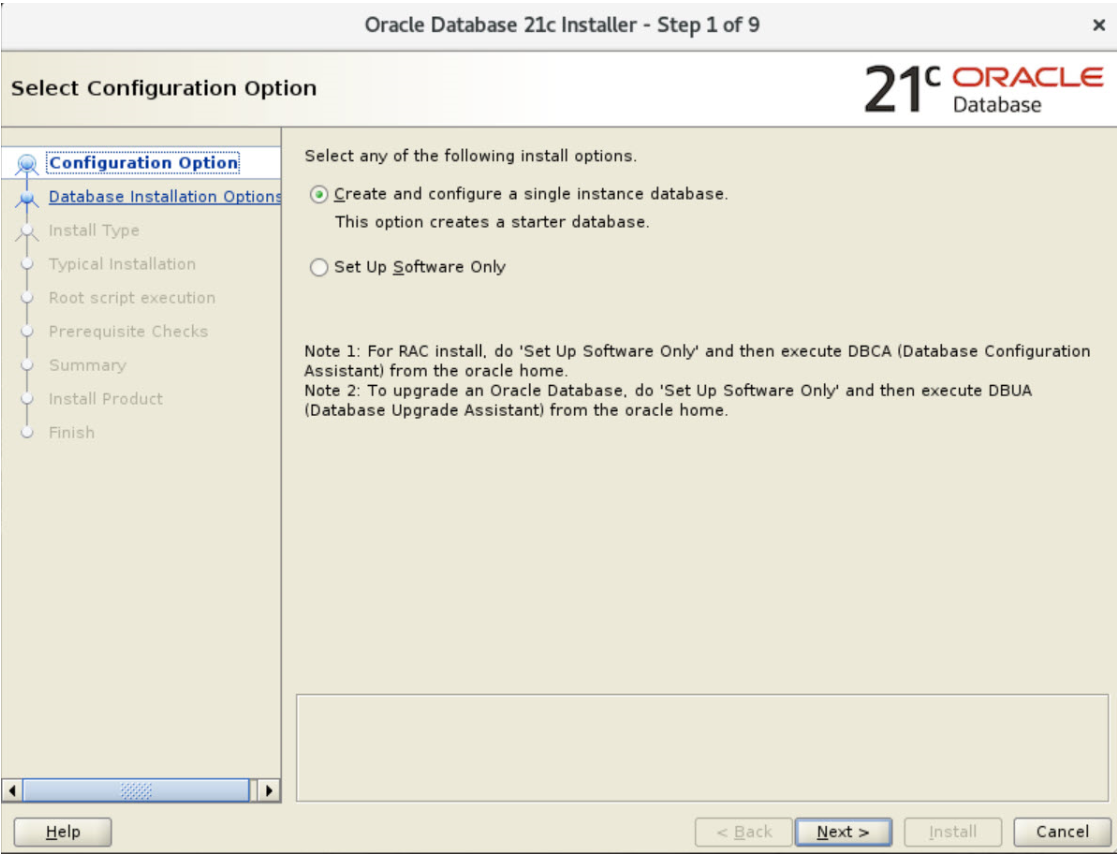 Oracle Database 21c Installer - Step 1 of 9
×
Select Configuration Option
21c ORACLE
Database
Configuration Option
Database Installation Options
Install Type
Typical Installation
Root script execution
Prerequisite Checks
Summary
Install Product
Finish
Select any of the following install options.
Create and configure a single instance database.
This option creates a starter database.
Set Up Software Only
Note 1: For RAC install, do 'Set Up Software Only' and then execute DBCA (Database Configuration
Assistant) from the oracle home.
Note 2: To upgrade an Oracle Database, do 'Set Up Software Only' and then execute DBUA
(Database Upgrade Assistant) from the oracle home.
Help
< Back
Next >
Install
Cancel